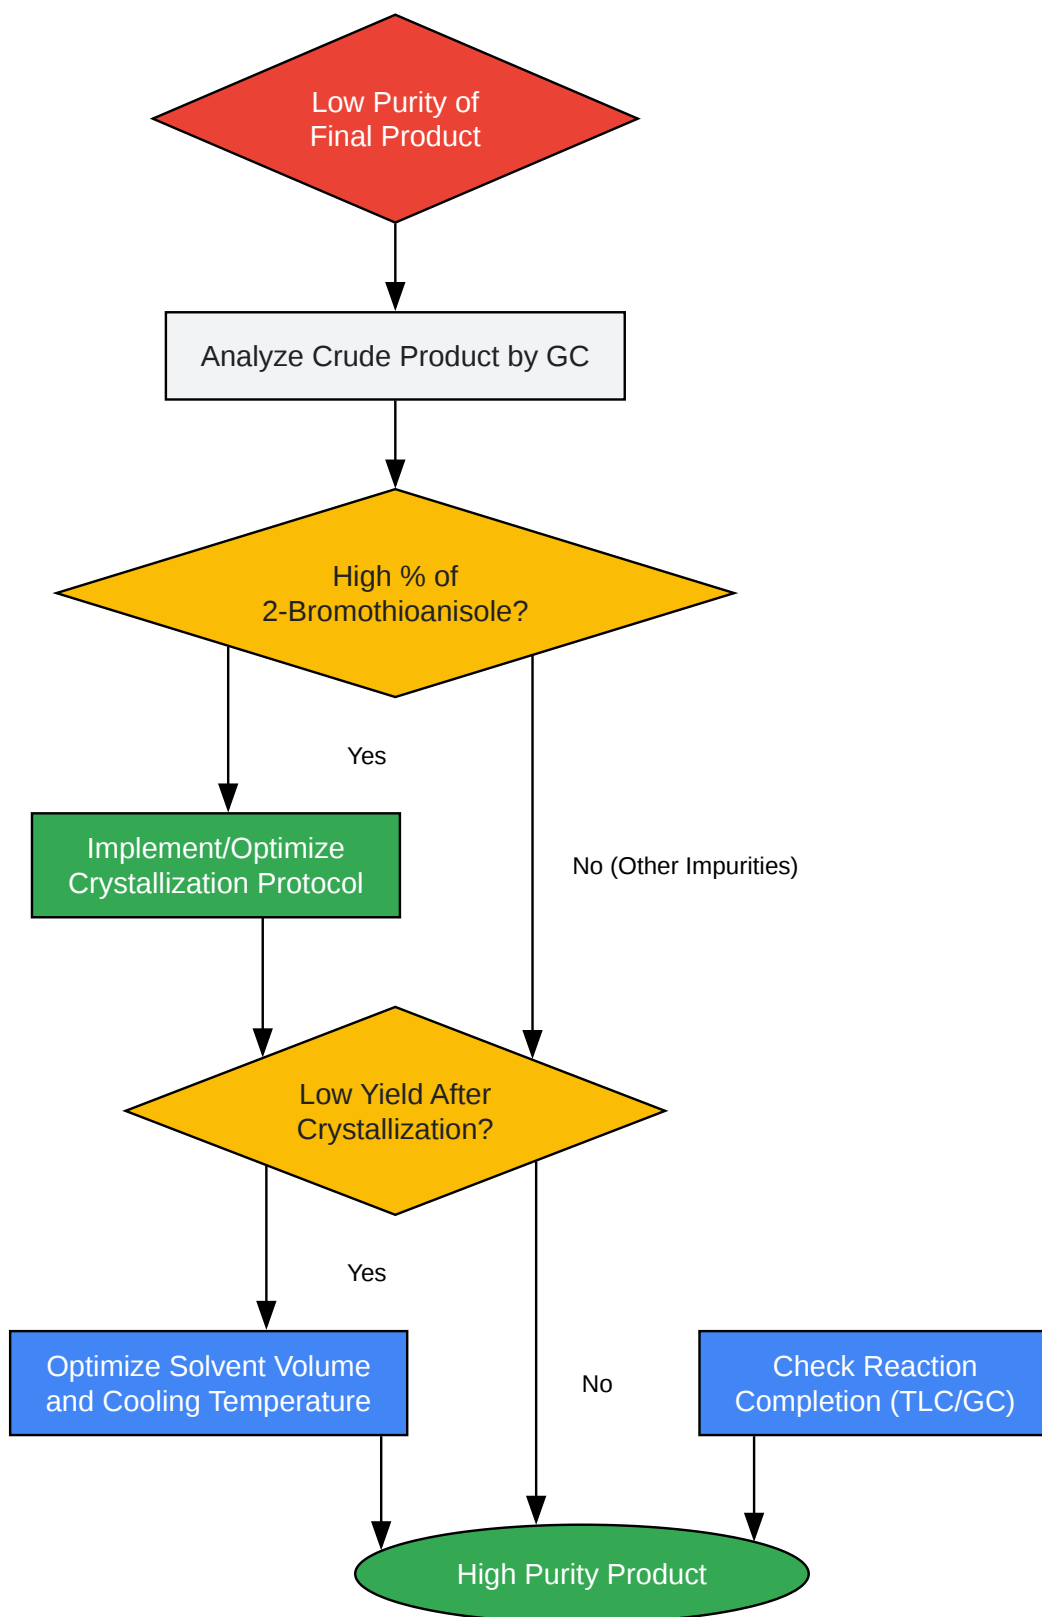 Low Purity of
Final Product
Analyze Crude Product by GC
High % of
2-Bromothioanisole?
Yes
Implement/Optimize
Crystallization Protocol
No (Other Impurities)
Low Yield After
Crystallization?
Yes
Optimize Solvent Volume
and Cooling Temperature
No
Check Reaction
Completion (TLC/GC)
High Purity Product